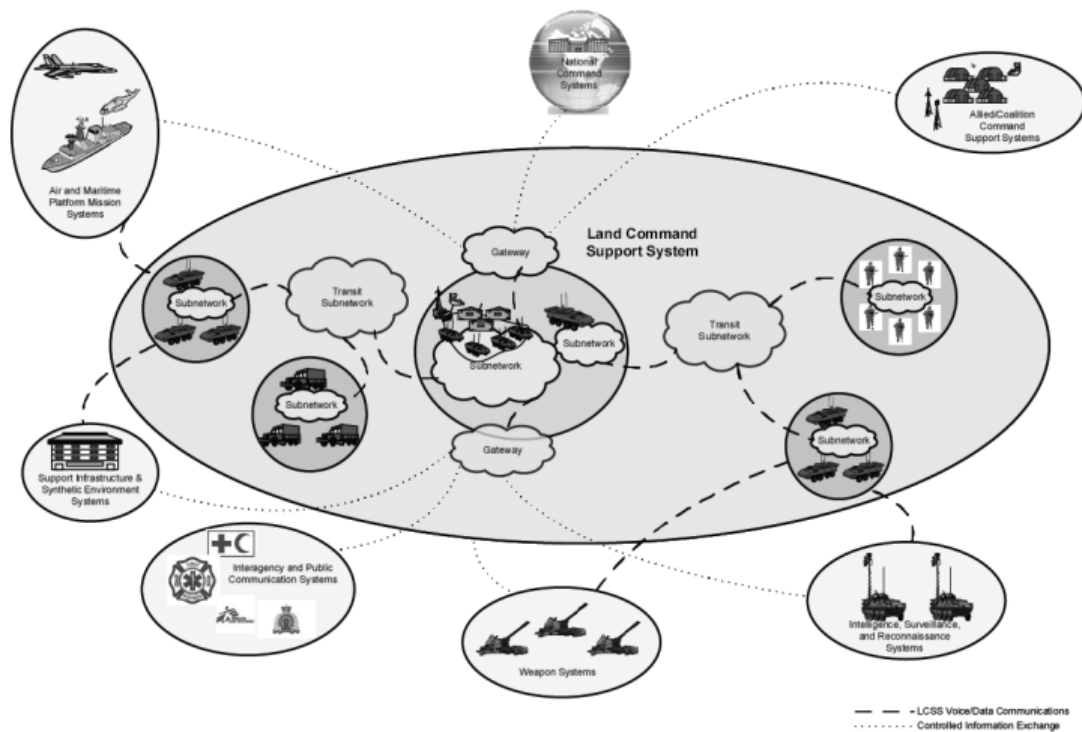 National
Command
Systems
Allied/Coalition
Command
Support Systems
Air and Maritime
Platform Mission
Systems
Land Command
Support System
Gateway
Subnetwork
Transit
Subnetwork
Subnetwork
Subnetwork
Subnetwork
Transit
Subnetwork
Subnetwork
Subnetwork
Gateway
Support Infrastructure &
Synthetic Environment
Systems
Interagency and Public
Communication Systems
Weapon Systems
Intelligence, Surveillance,
and Reconnaissance
Systems
LCSS Voice/Data Communications
Controlled Information Exchange